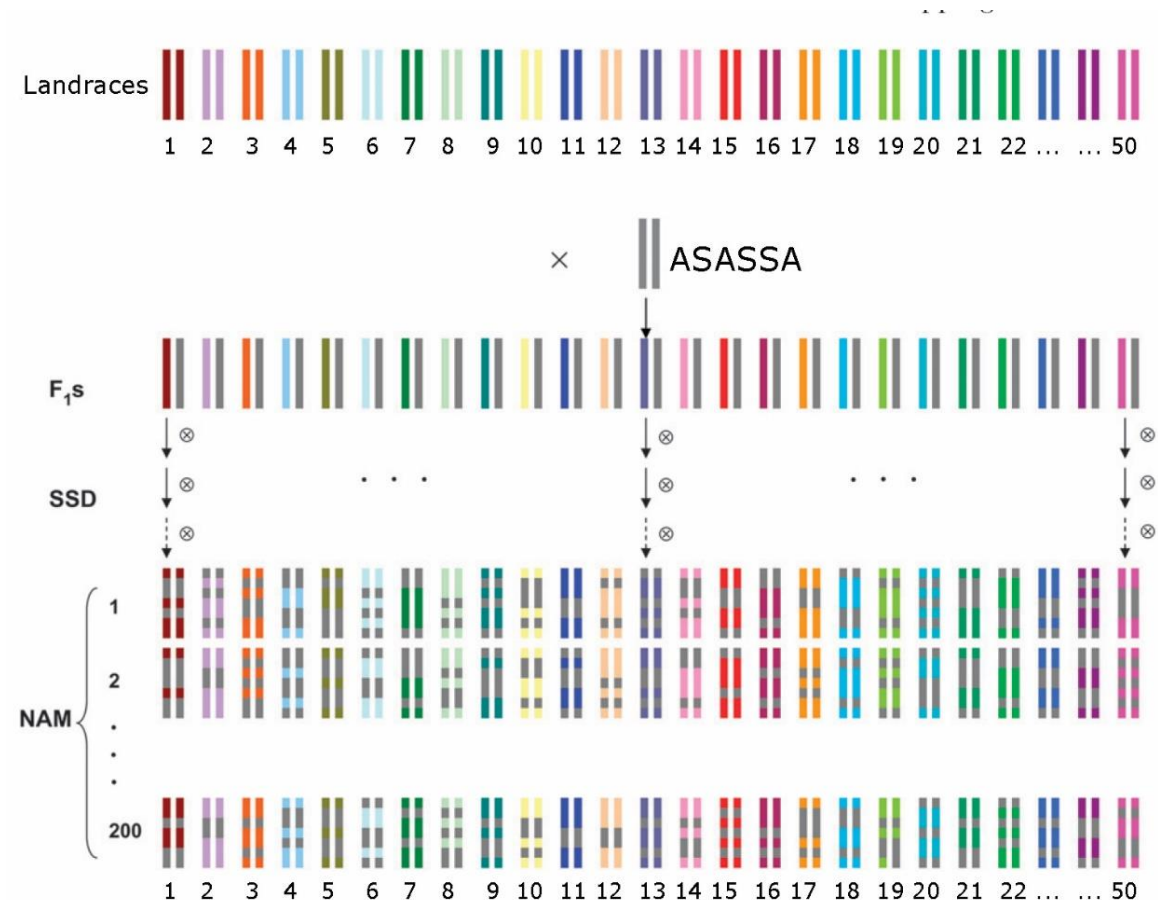 Landraces
1 2 3 4 5 6 7 8 9 10 11 12 13 14 15 16 17 18 19 20 21 22 ... ... 50
× ASASSA
F₁s
⊗ ⊗ ⊗
SSD ⊗ . . . ⊗ . . . ⊗
⊗ ⊗ ⊗
1
2
NAM
.
.
.
200
1 2 3 4 5 6 7 8 9 10 11 12 13 14 15 16 17 18 19 20 21 22 ... ... 50